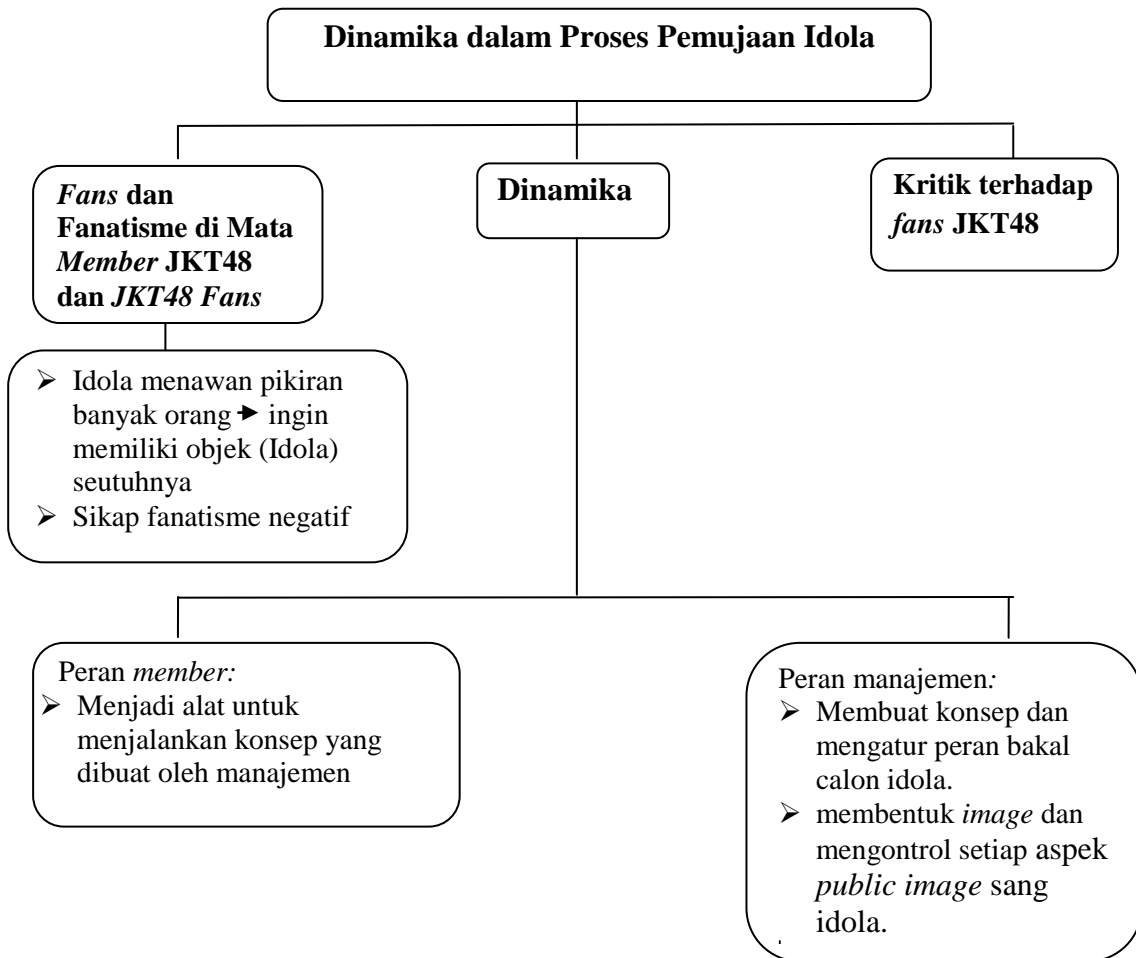 Dinamika dalam Proses Pemujaan Idola
Fans dan
Fanatisme di Mata
Member JKT48
dan JKT48 Fans
Dinamika
Kritik terhadap
fans JKT48
➢ Idola menawan pikiran
banyak orang → ingin
memiliki objek (Idola)
seutuhnya
➢ Sikap fanatisme negatif
Peran member:
➢ Menjadi alat untuk
menjalankan konsep yang
dibuat oleh manajemen
Peran manajemen:
➢ Membuat konsep dan
mengatur peran bakal
calon idola.
➢ membentuk image dan
mengontrol setiap aspek
public image sang
idola.